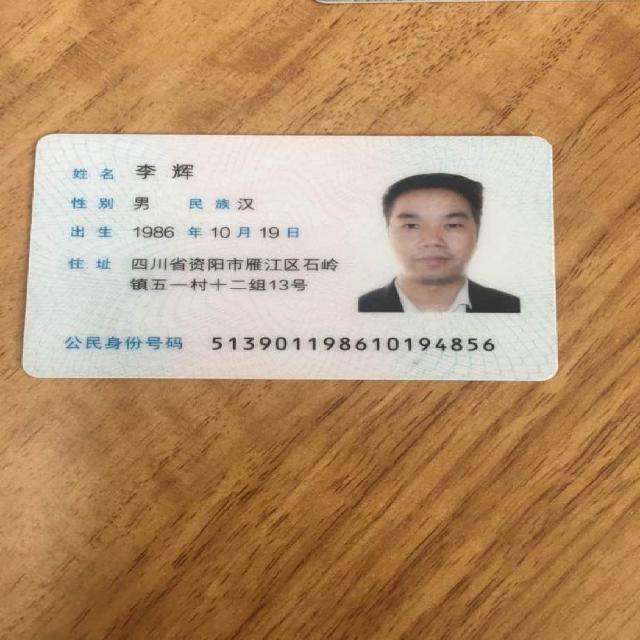 姓名 李辉
性别 男 民族 汉
出生 1986 年 10 月 19 日
住址 四川省资阳市雁江区石岭
镇五一村十二组13号
公民身份号码 513901198610194856